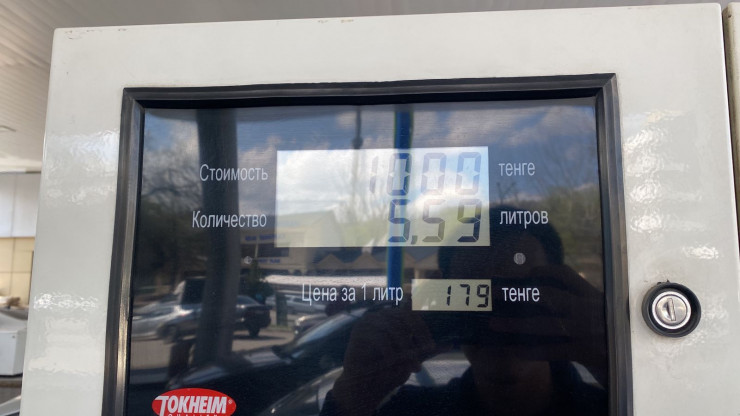 Стоимость 1000 тенге
Количество 5,59 литров
Цена за 1 литр 179 тенге
TOKHEIM